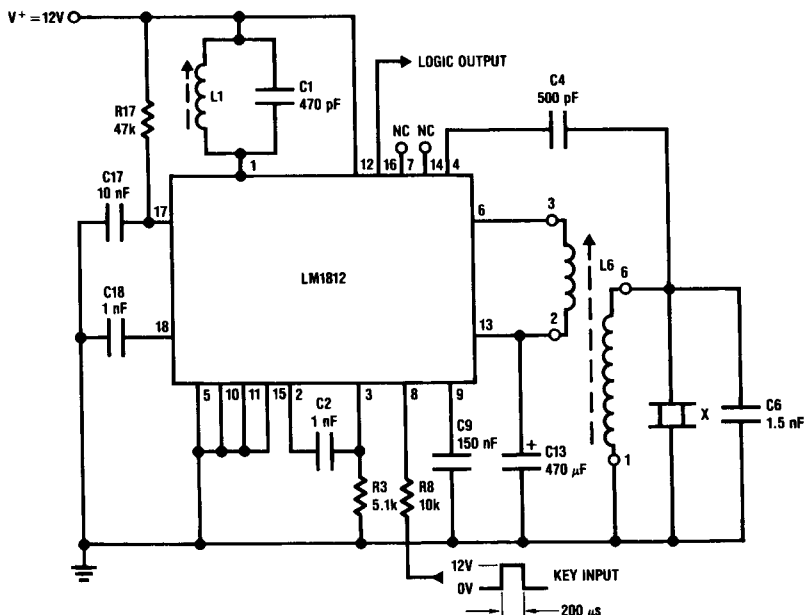 V+ = 12V
L1
C1
470 pF
R17
47k
LOGIC OUTPUT
C4
500 pF
NC NC
1
12 16 7 14 4
C17
10 nF
17
6
3
LM1812
L6
6
C18
1 nF
18
13
2
5 10 11 15 2
C2
1 nF
3
8
9
C9
150 nF
+
C13
470 µF
1
X
C6
1.5 nF
R3
5.1k
R8
10k
12V
0V
KEY INPUT
200 µs